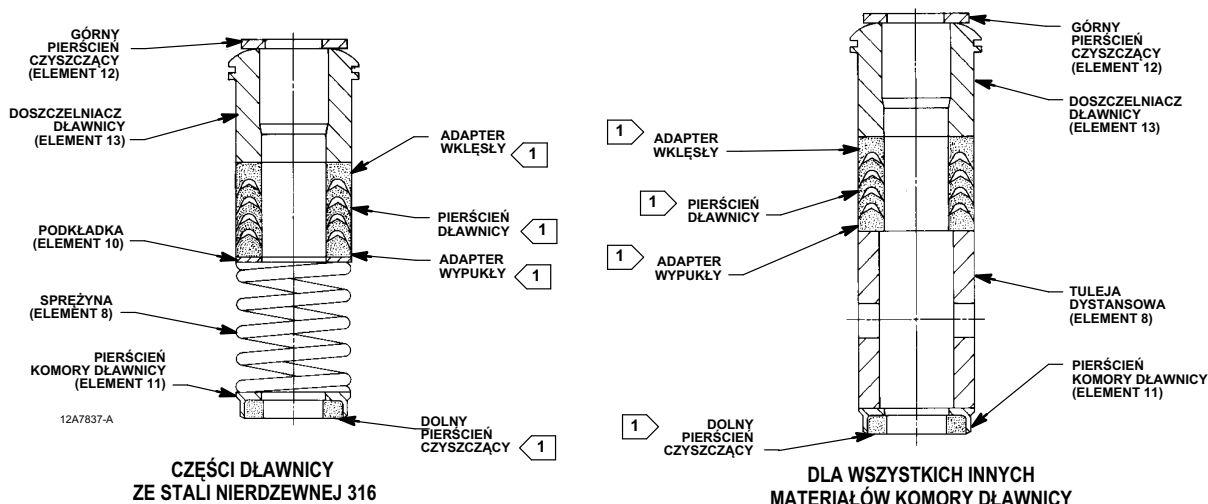 GÓRNY
PIERŚCIEŃ
CZYSZCZĄCY
(ELEMENT 12)
DOSZCZELNIACZ
DŁAWNICY
(ELEMENT 13)
ADAPTER
WKLĘSŁY
1
PIERŚCIEŃ
DŁAWNICY
1
PODKŁADKA
(ELEMENT 10)
ADAPTER
WYPUKŁY
1
SPRĘŻYNA
(ELEMENT 8)
PIERŚCIEŃ
KOMORY DŁAWNICY
(ELEMENT 11)
12A7837-A
DOLNY
PIERŚCIEŃ
CZYSZCZĄCY
1
CZĘŚCI DŁAWNICY
ZE STALI NIERDZEWNEJ 316
GÓRNY
PIERŚCIEŃ
CZYSZCZĄCY
(ELEMENT 12)
DOSZCZELNIACZ
DŁAWNICY
(ELEMENT 13)
1
ADAPTER
WKLĘSŁY
1
PIERŚCIEŃ
DŁAWNICY
1
ADAPTER
WYPUKŁY
TULEJA
DYSTANSOWA
(ELEMENT 8)
PIERŚCIEŃ
KOMORY DŁAWNICY
(ELEMENT 11)
1
DOLNY
PIERŚCIEŃ
CZYSZCZĄCY
DLA WSZYSTKICH INNYCH
MATERIAŁÓW KOMORY DŁAWNICY